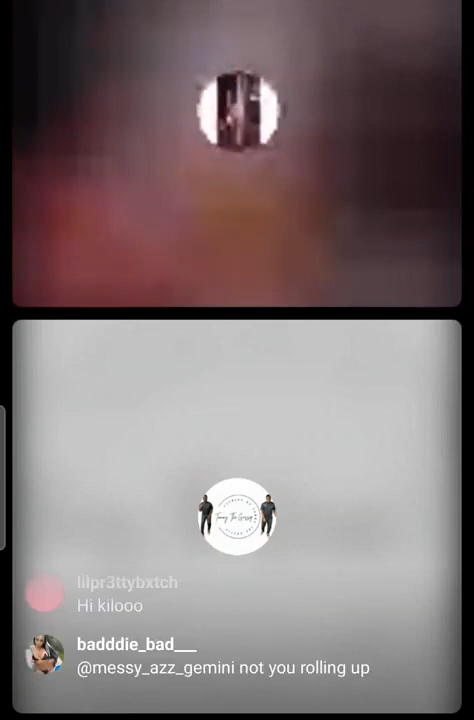 lilpr3ttybxtch
Hi kilooo
badddie_bad___
@messy_azz_gemini not you rolling up